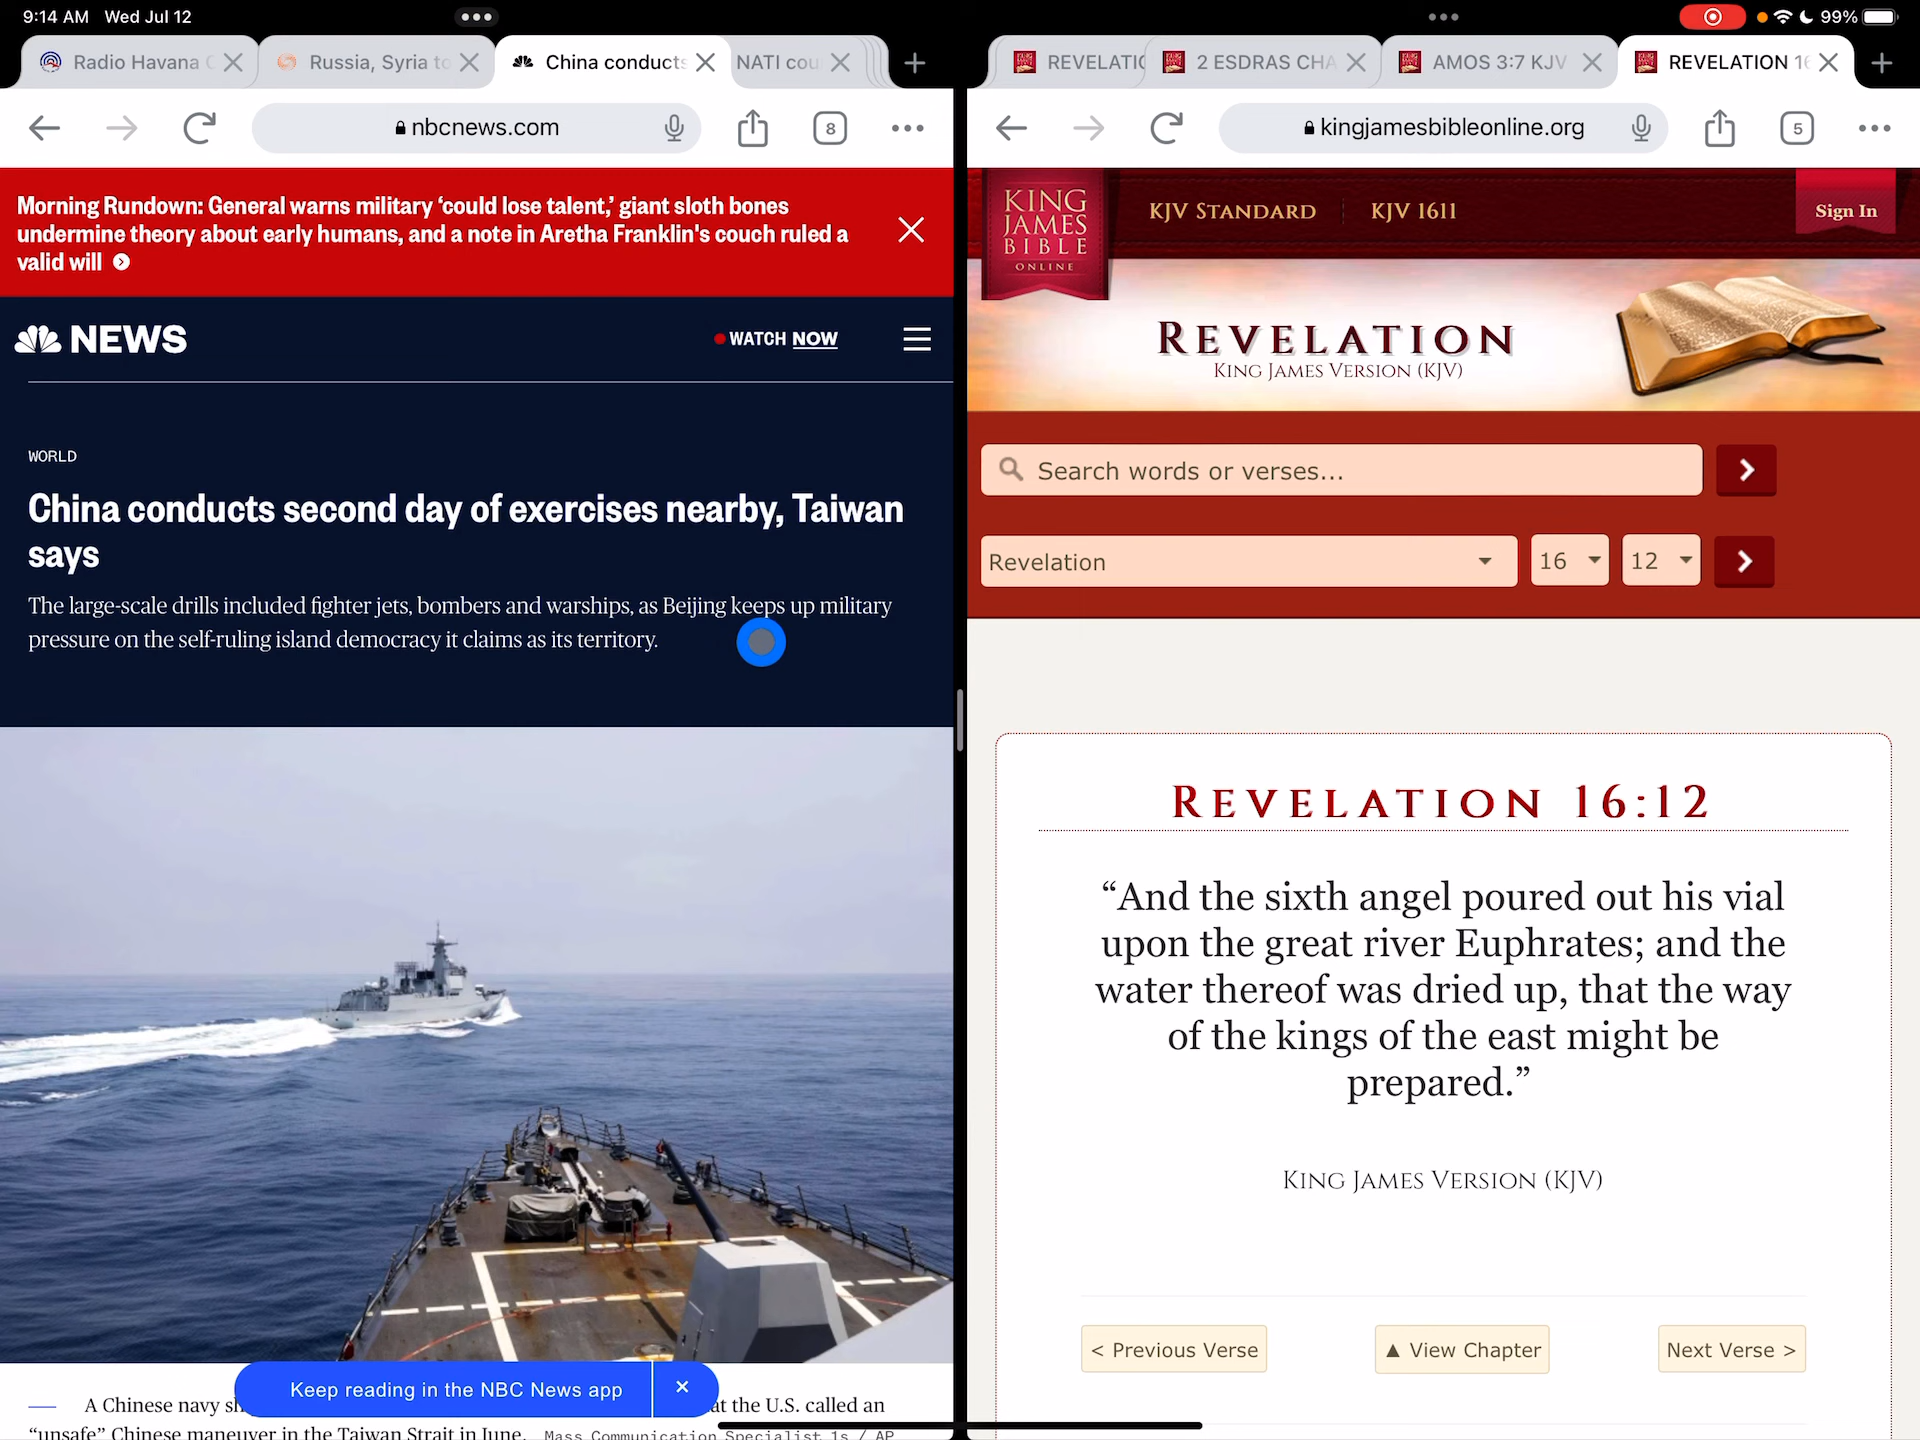 9:14 AM Wed Jul 12
99%
Radio Havana
Russia, Syria to
China conducts
NATI cou
nbcnews.com
8
Morning Rundown: General warns military ‘could lose talent,’ giant sloth bones
undermine theory about early humans, and a note in Aretha Franklin's couch ruled a
valid will
NEWS
WATCH NOW
WORLD
China conducts second day of exercises nearby, Taiwan
says
The large-scale drills included fighter jets, bombers and warships, as Beijing keeps up military
pressure on the self-ruling island democracy it claims as its territory.
Keep reading in the NBC News app
A Chinese navy sh
at the U.S. called an
“unsafe” Chinese maneuver in the Taiwan Strait in June. Mass Communication Specialist 1s / AP
REVELATIO
2 ESDRAS CHA
AMOS 3:7 KJV
REVELATION 16
kingjamesbibleonline.org
5
KING
JAMES
BIBLE
ONLINE
KJV STANDARD
KJV 1611
Sign In
REVELATION
KING JAMES VERSION (KJV)
Search words or verses...
Revelation
16
12
REVELATION 16:12
“And the sixth angel poured out his vial
upon the great river Euphrates; and the
water thereof was dried up, that the way
of the kings of the east might be
prepared.”
KING JAMES VERSION (KJV)
< Previous Verse
▲ View Chapter
Next Verse >